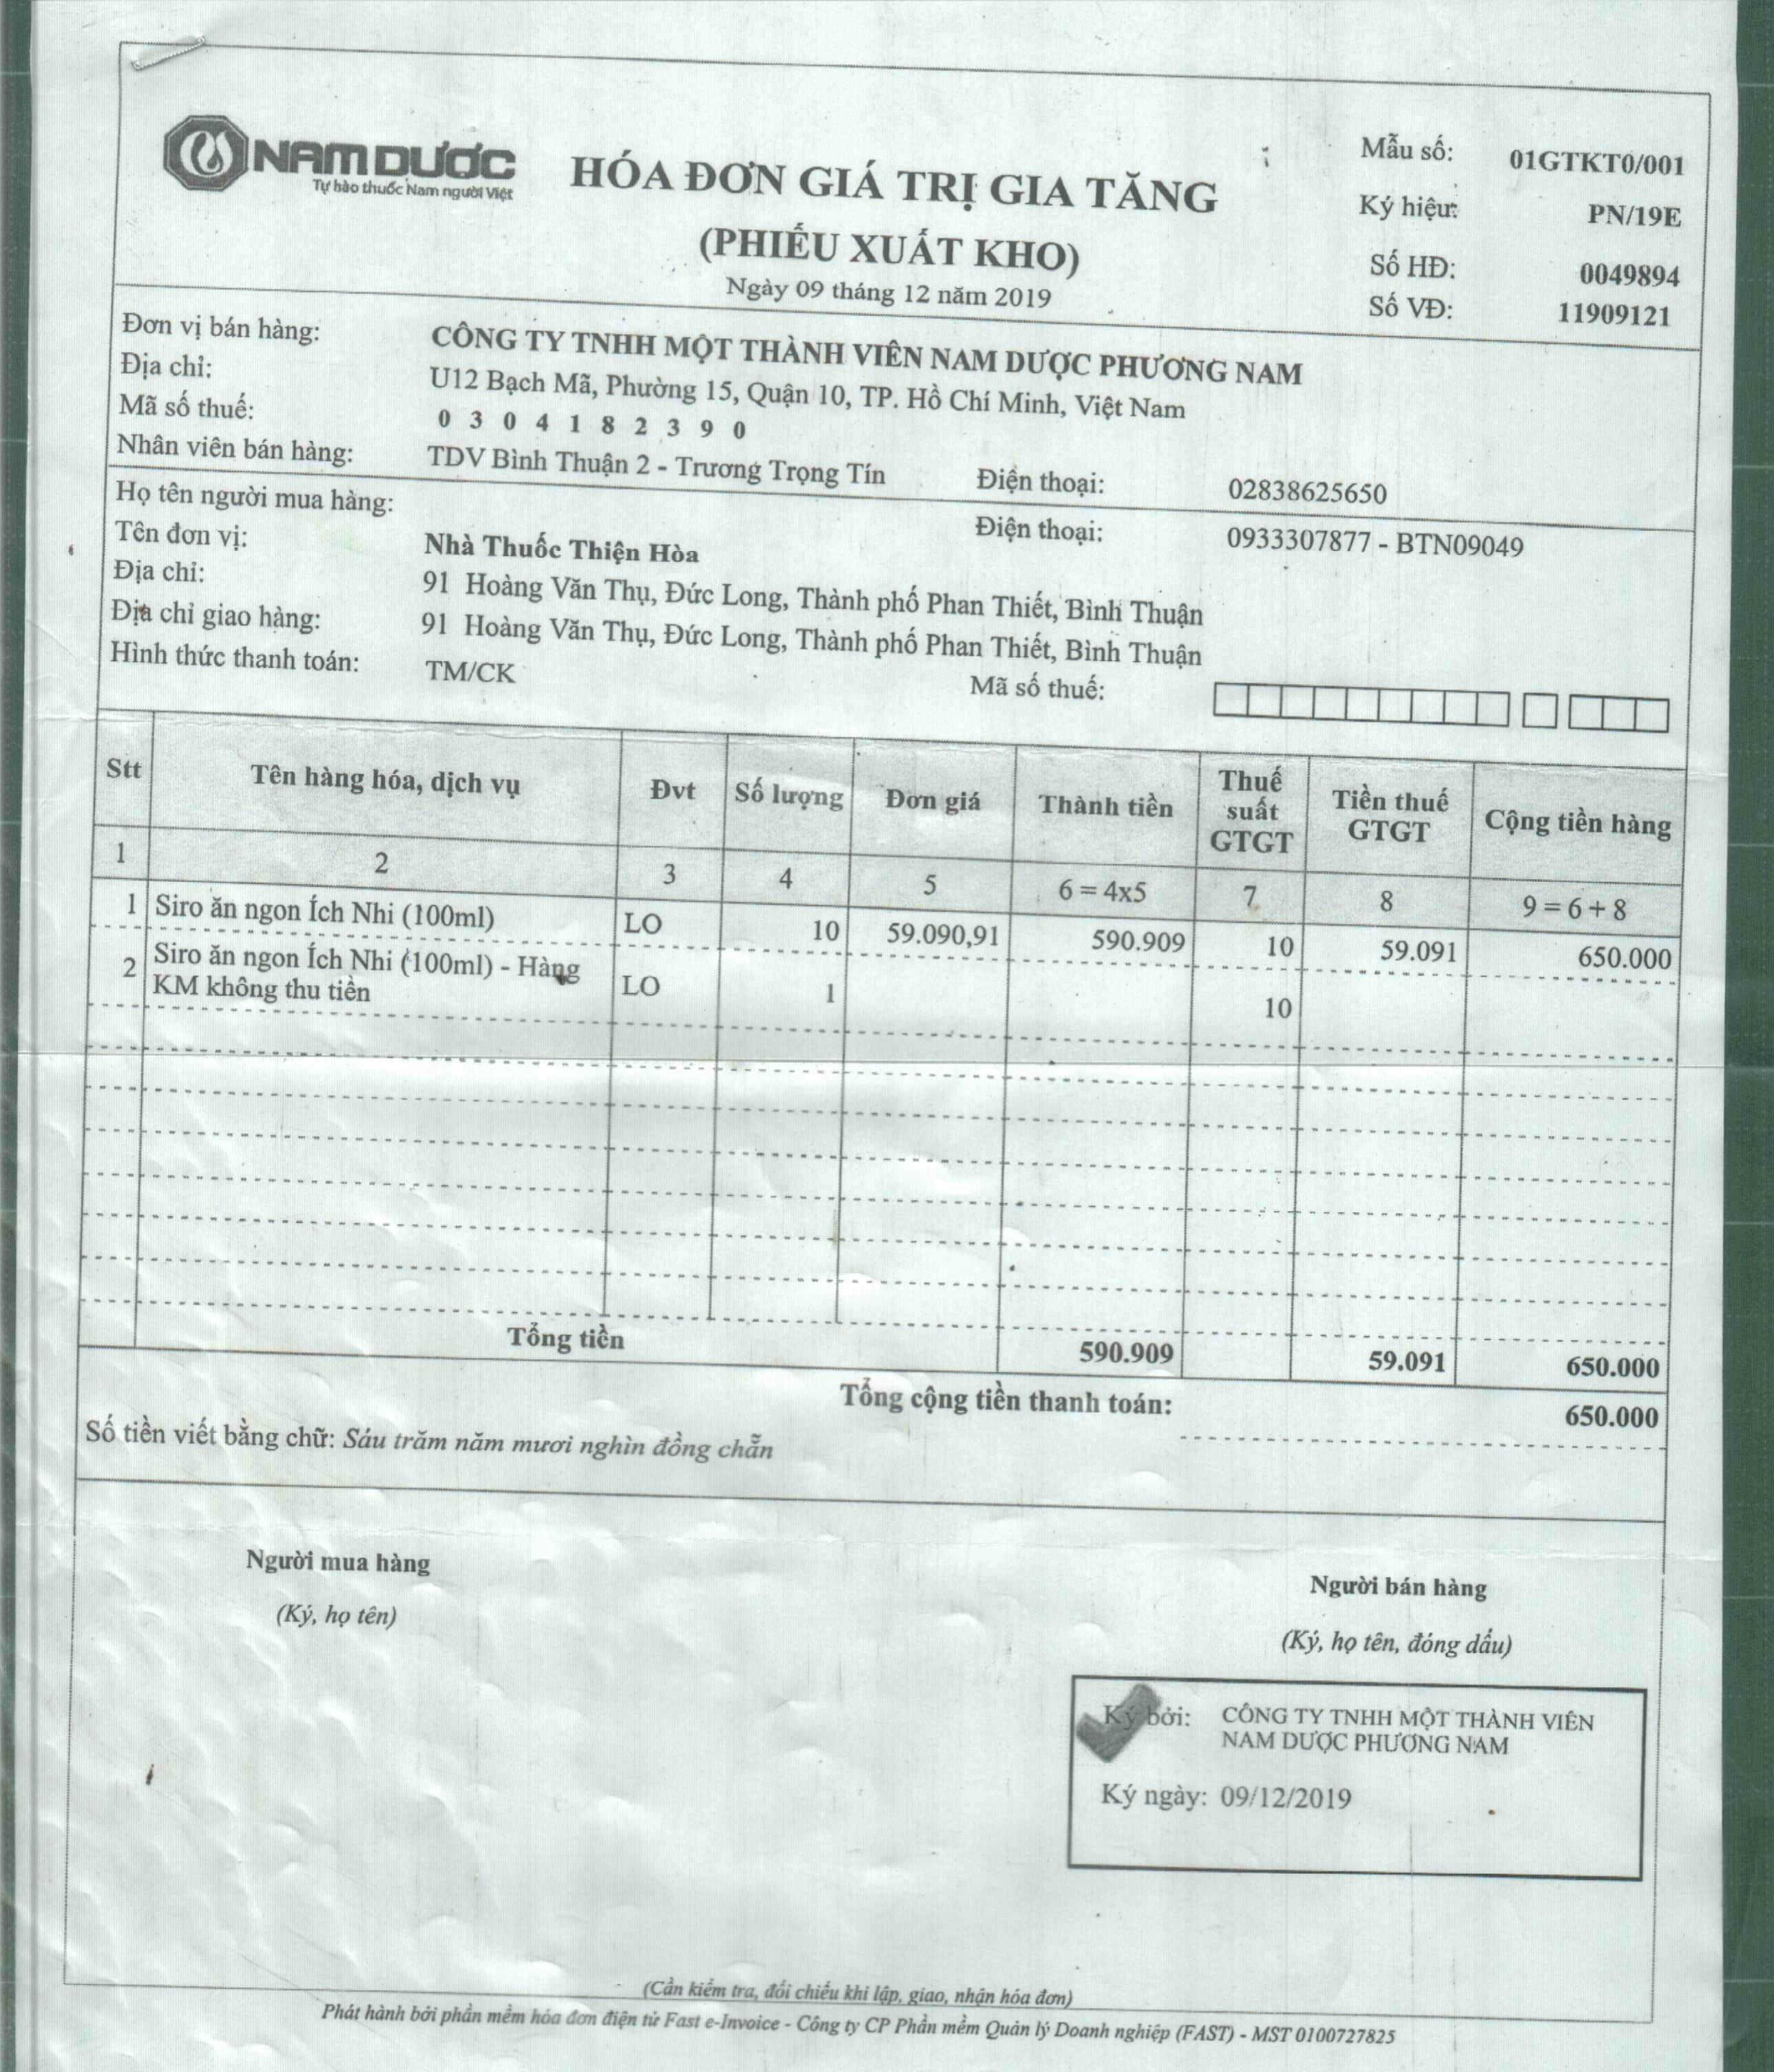 NAM DƯỢC
Tự hào thuốc Nam người Việt
HÓA ĐƠN GIÁ TRỊ GIA TĂNG
(PHIẾU XUẤT KHO)
Ngày 09 tháng 12 năm 2019
Mẫu số: 01GTKT0/001
Ký hiệu: PN/19E
Số HĐ: 0049894
Số VĐ: 11909121
Đơn vị bán hàng: CÔNG TY TNHH MỘT THÀNH VIÊN NAM DƯỢC PHƯƠNG NAM
Địa chỉ: U12 Bạch Mã, Phường 15, Quận 10, TP. Hồ Chí Minh, Việt Nam
Mã số thuế: 0 3 0 4 1 8 2 3 9 0
Nhân viên bán hàng: TDV Bình Thuận 2 - Trương Trọng Tín Điện thoại: 02838625650
Họ tên người mua hàng: Điện thoại: 0933307877 - BTN09049
Tên đơn vị: Nhà Thuốc Thiện Hòa
Địa chỉ: 91 Hoàng Văn Thụ, Đức Long, Thành phố Phan Thiết, Bình Thuận
Địa chỉ giao hàng: 91 Hoàng Văn Thụ, Đức Long, Thành phố Phan Thiết, Bình Thuận
Hình thức thanh toán: TM/CK Mã số thuế:
Stt Tên hàng hóa, dịch vụ Đvt Số lượng Đơn giá Thành tiền Thuế suất GTGT Tiền thuế GTGT Cộng tiền hàng
1 2 3 4 5 6 = 4x5 7 8 9 = 6 + 8
1 Siro ăn ngon Ích Nhi (100ml) LO 10 59.090,91 590.909 10 59.091 650.000
2 Siro ăn ngon Ích Nhi (100ml) - Hàng KM không thu tiền LO 1 10
Tổng tiền 590.909 59.091 650.000
Tổng cộng tiền thanh toán: 650.000
Số tiền viết bằng chữ: Sáu trăm năm mươi nghìn đồng chẵn
Người mua hàng
(Ký, họ tên)
Người bán hàng
(Ký, họ tên, đóng dấu)
Ký bởi: CÔNG TY TNHH MỘT THÀNH VIÊN
NAM DƯỢC PHƯƠNG NAM
Ký ngày: 09/12/2019
(Cần kiểm tra, đối chiếu khi lập, giao, nhận hóa đơn)
Phát hành bởi phần mềm hóa đơn điện tử Fast e-Invoice - Công ty CP Phần mềm Quản lý Doanh nghiệp (FAST) - MST 0100727825